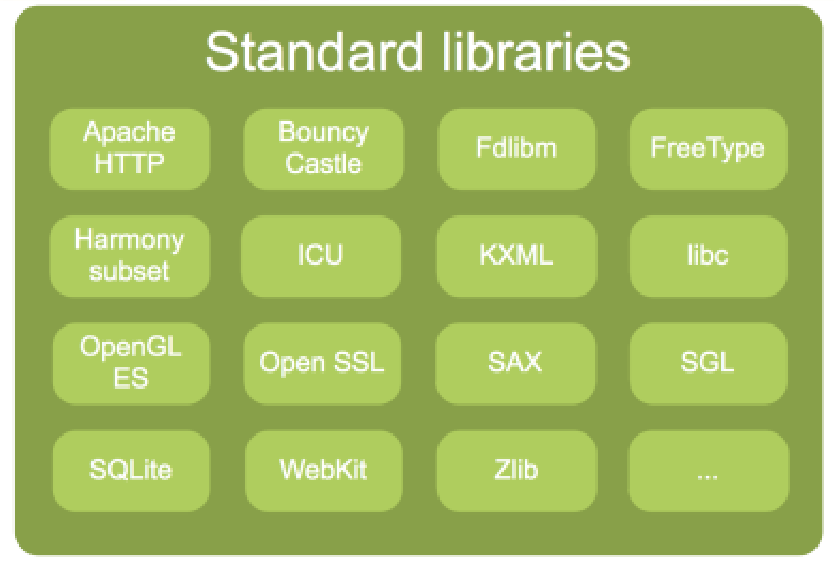 Standard libraries
Apache
HTTP
Bouncy
Castle
Fdlibm
FreeType
Harmony
subset
ICU
KXML
libc
OpenGL
ES
Open SSL
SAX
SGL
SQLite
WebKit
Zlib
...